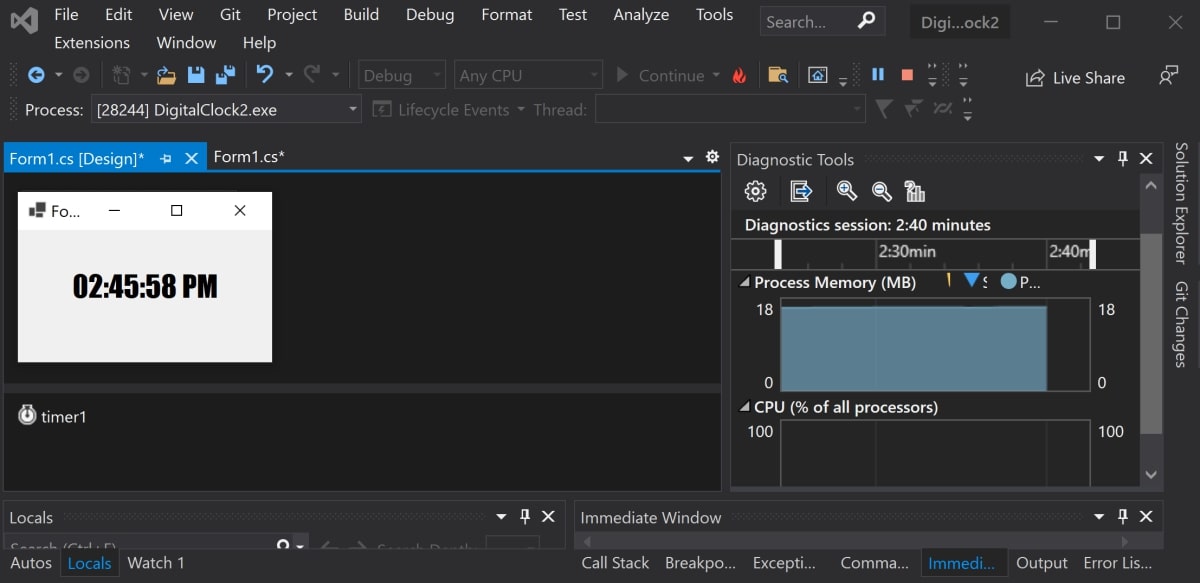 File Edit View Git Project Build Debug Format Test Analyze Tools Search... Digi...ock2
Extensions Window Help
Debug Any CPU Continue Live Share
Process: [28244] DigitalClock2.exe Lifecycle Events Thread:
Form1.cs [Design]* Form1.cs*
Fo...
02:45:58 PM
timer1
Diagnostic Tools
Diagnostics session: 2:40 minutes
2:30min 2:40m
Process Memory (MB) P...
18 18
0 0
CPU (% of all processors)
100 100
Solution Explorer
Git Changes
Locals
Search (Ctrl+E) Search Depth:
Autos Locals Watch 1
Immediate Window
Call Stack Breakpo... Excepti... Comma... Immedi... Output Error Lis...